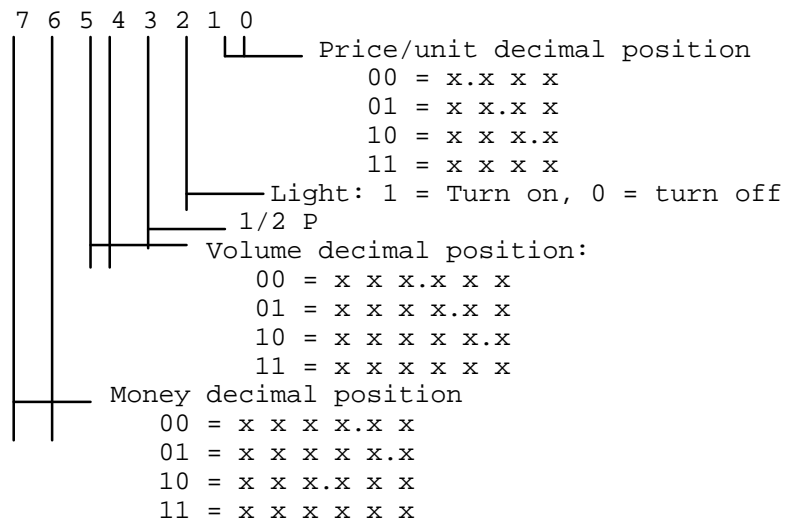 7 6 5 4 3 2 1 0
Price/unit decimal position
00 = x.x x x
01 = x x.x x
10 = x x x.x
11 = x x x x
Light: 1 = Turn on, 0 = turn off
1/2 P
Volume decimal position:
00 = x x x.x x x
01 = x x x x.x x
10 = x x x x x.x
11 = x x x x x x
Money decimal position
00 = x x x x.x x
01 = x x x x x.x
10 = x x x.x x x
11 = x x x x x x